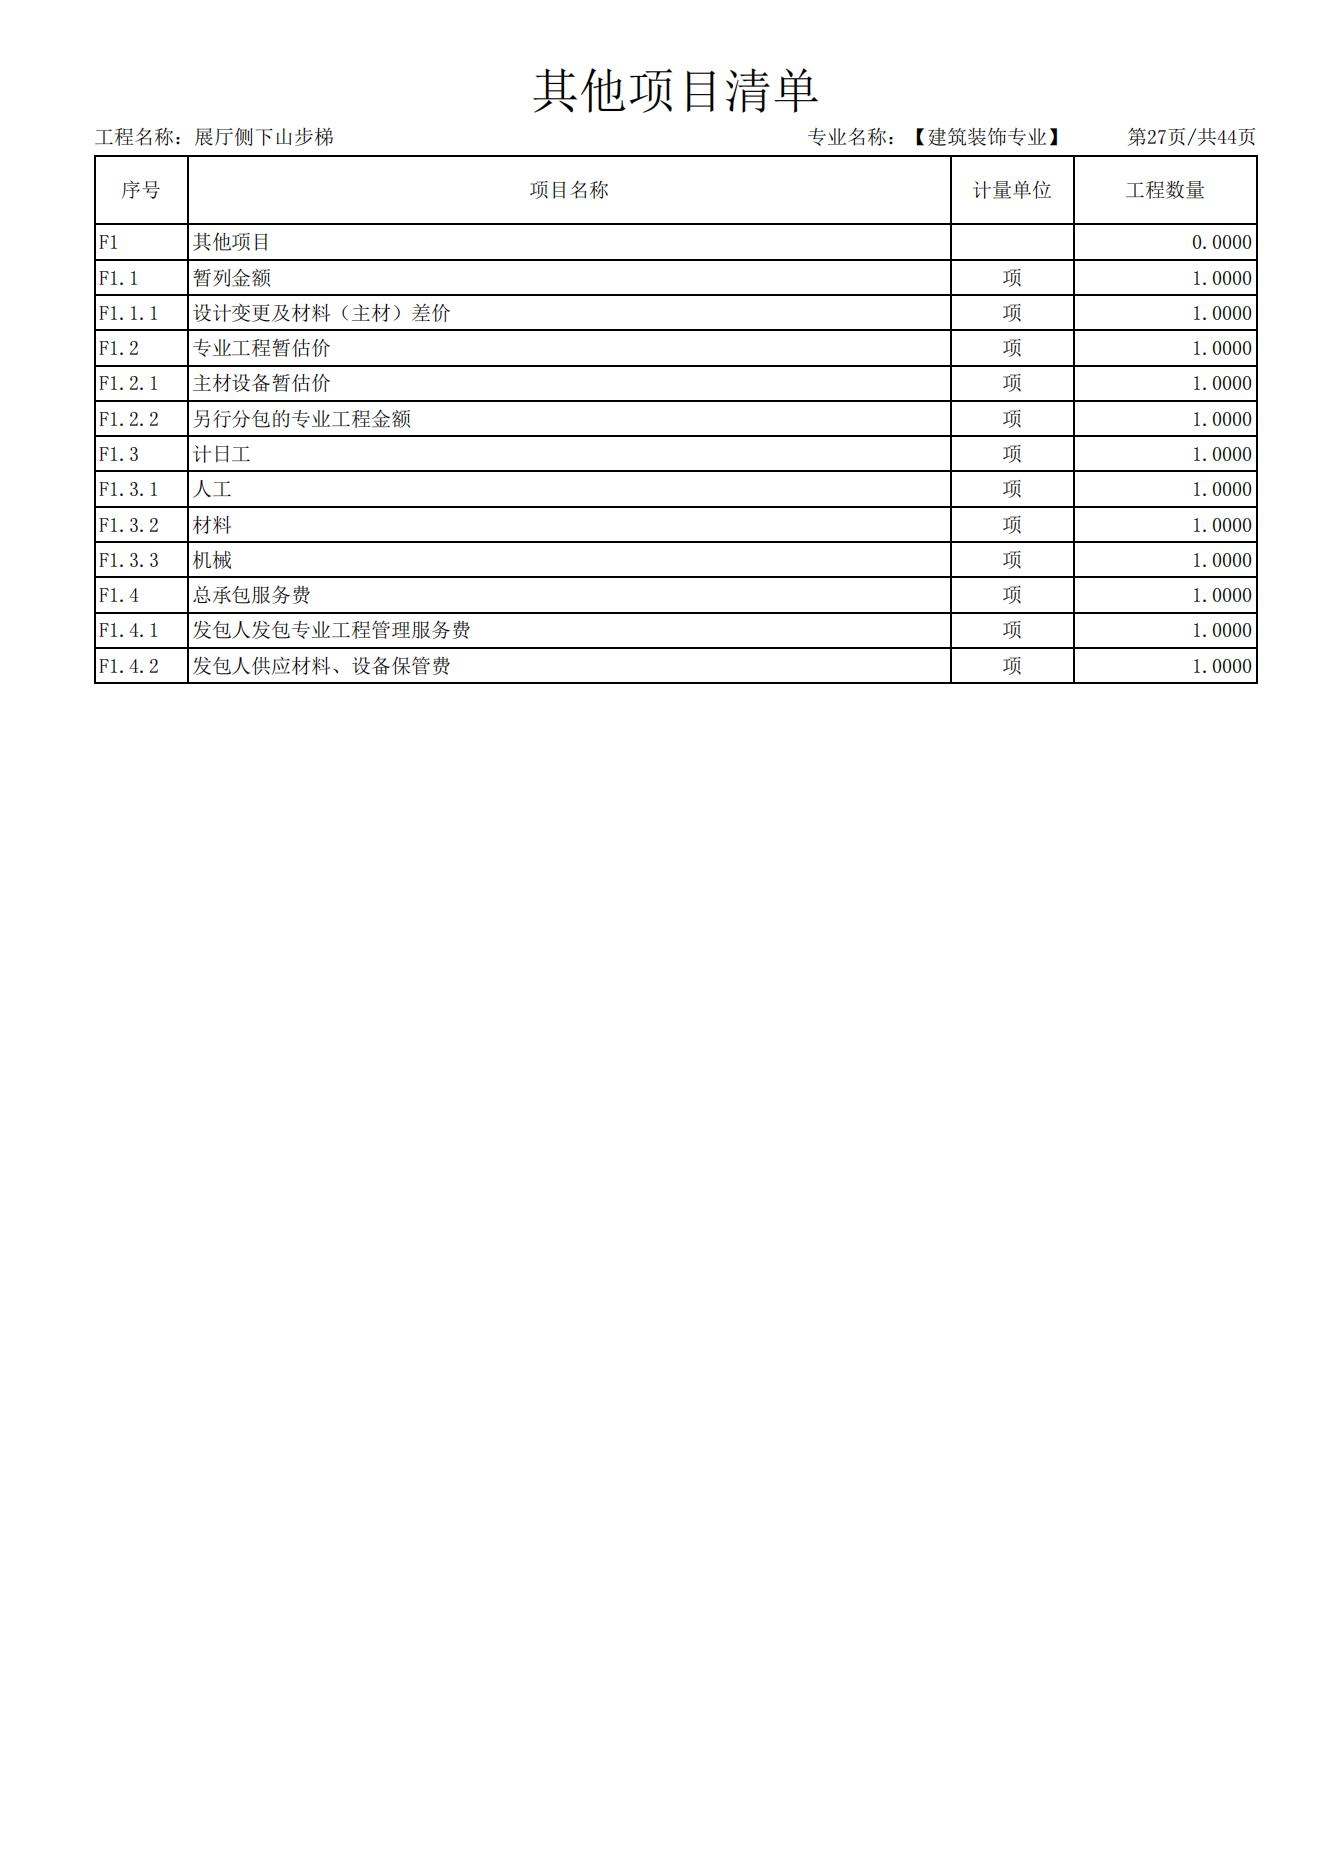 其他项目清单
工程名称：展厅侧下山步梯 专业名称：【建筑装饰专业】 第27页/共44页
序号 项目名称 计量单位 工程数量
F1 其他项目 0.0000
F1.1 暂列金额 项 1.0000
F1.1.1 设计变更及材料（主材）差价 项 1.0000
F1.2 专业工程暂估价 项 1.0000
F1.2.1 主材设备暂估价 项 1.0000
F1.2.2 另行分包的专业工程金额 项 1.0000
F1.3 计日工 项 1.0000
F1.3.1 人工 项 1.0000
F1.3.2 材料 项 1.0000
F1.3.3 机械 项 1.0000
F1.4 总承包服务费 项 1.0000
F1.4.1 发包人发包专业工程管理服务费 项 1.0000
F1.4.2 发包人供应材料、设备保管费 项 1.0000